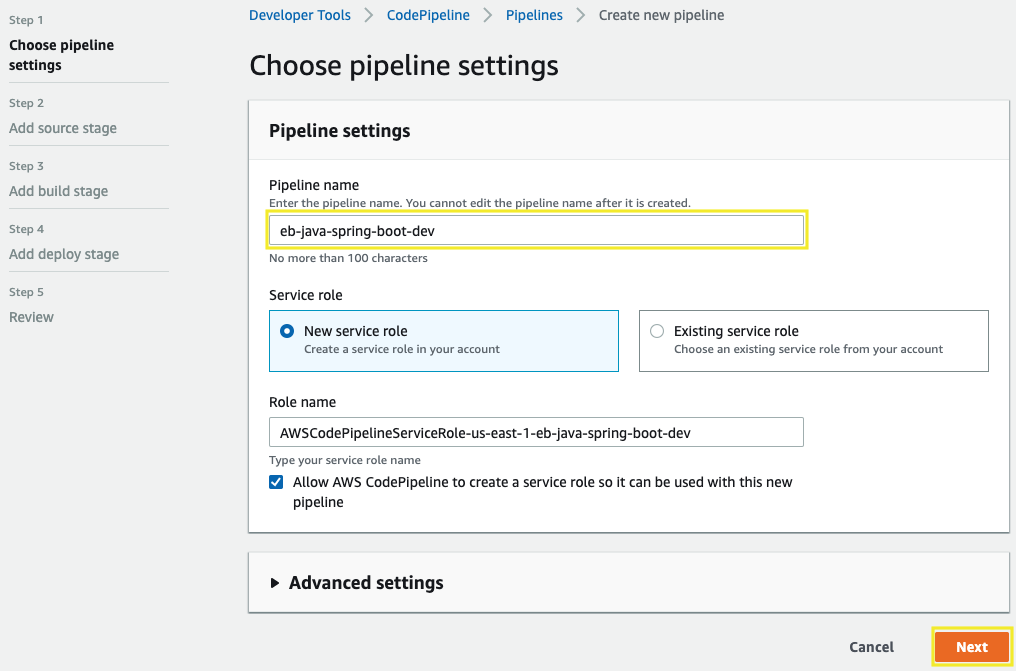 Step 1
Choose pipeline
settings
Step 2
Add source stage
Step 3
Add build stage
Step 4
Add deploy stage
Step 5
Review
Developer Tools
CodePipeline
Pipelines
Create new pipeline
Choose pipeline settings
Pipeline settings
Pipeline name
Enter the pipeline name. You cannot edit the pipeline name after it is created.
eb-java-spring-boot-dev
No more than 100 characters
Service role
New service role
Create a service role in your account
Existing service role
Choose an existing service role from your account
Role name
AWSCodePipelineServiceRole-us-east-1-eb-java-spring-boot-dev
Type your service role name
Allow AWS CodePipeline to create a service role so it can be used with this new
pipeline
Advanced settings
Cancel
Next